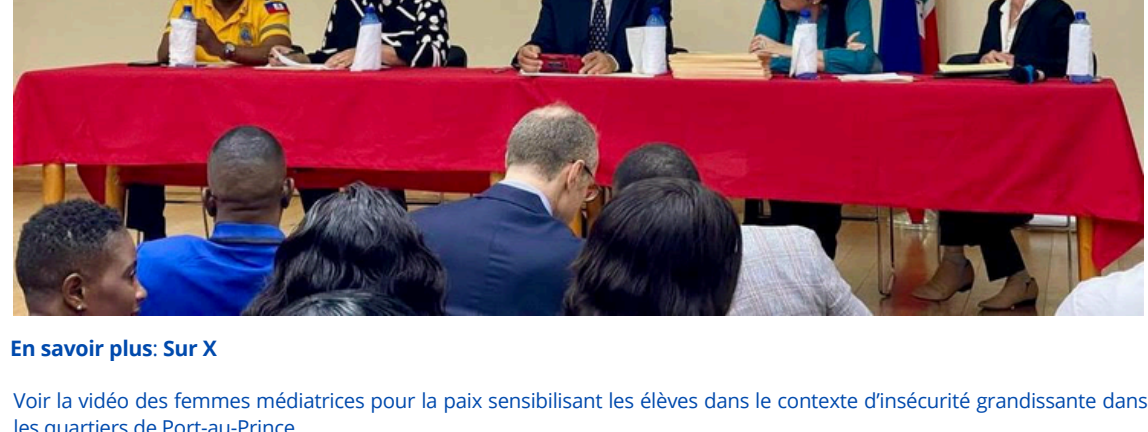 En savoir plus: Sur X
Voir la vidéo des femmes médiatrices pour la paix sensibilisant les élèves dans le contexte d’insécurité grandissante dans
les quartiers de Port-au-Prince